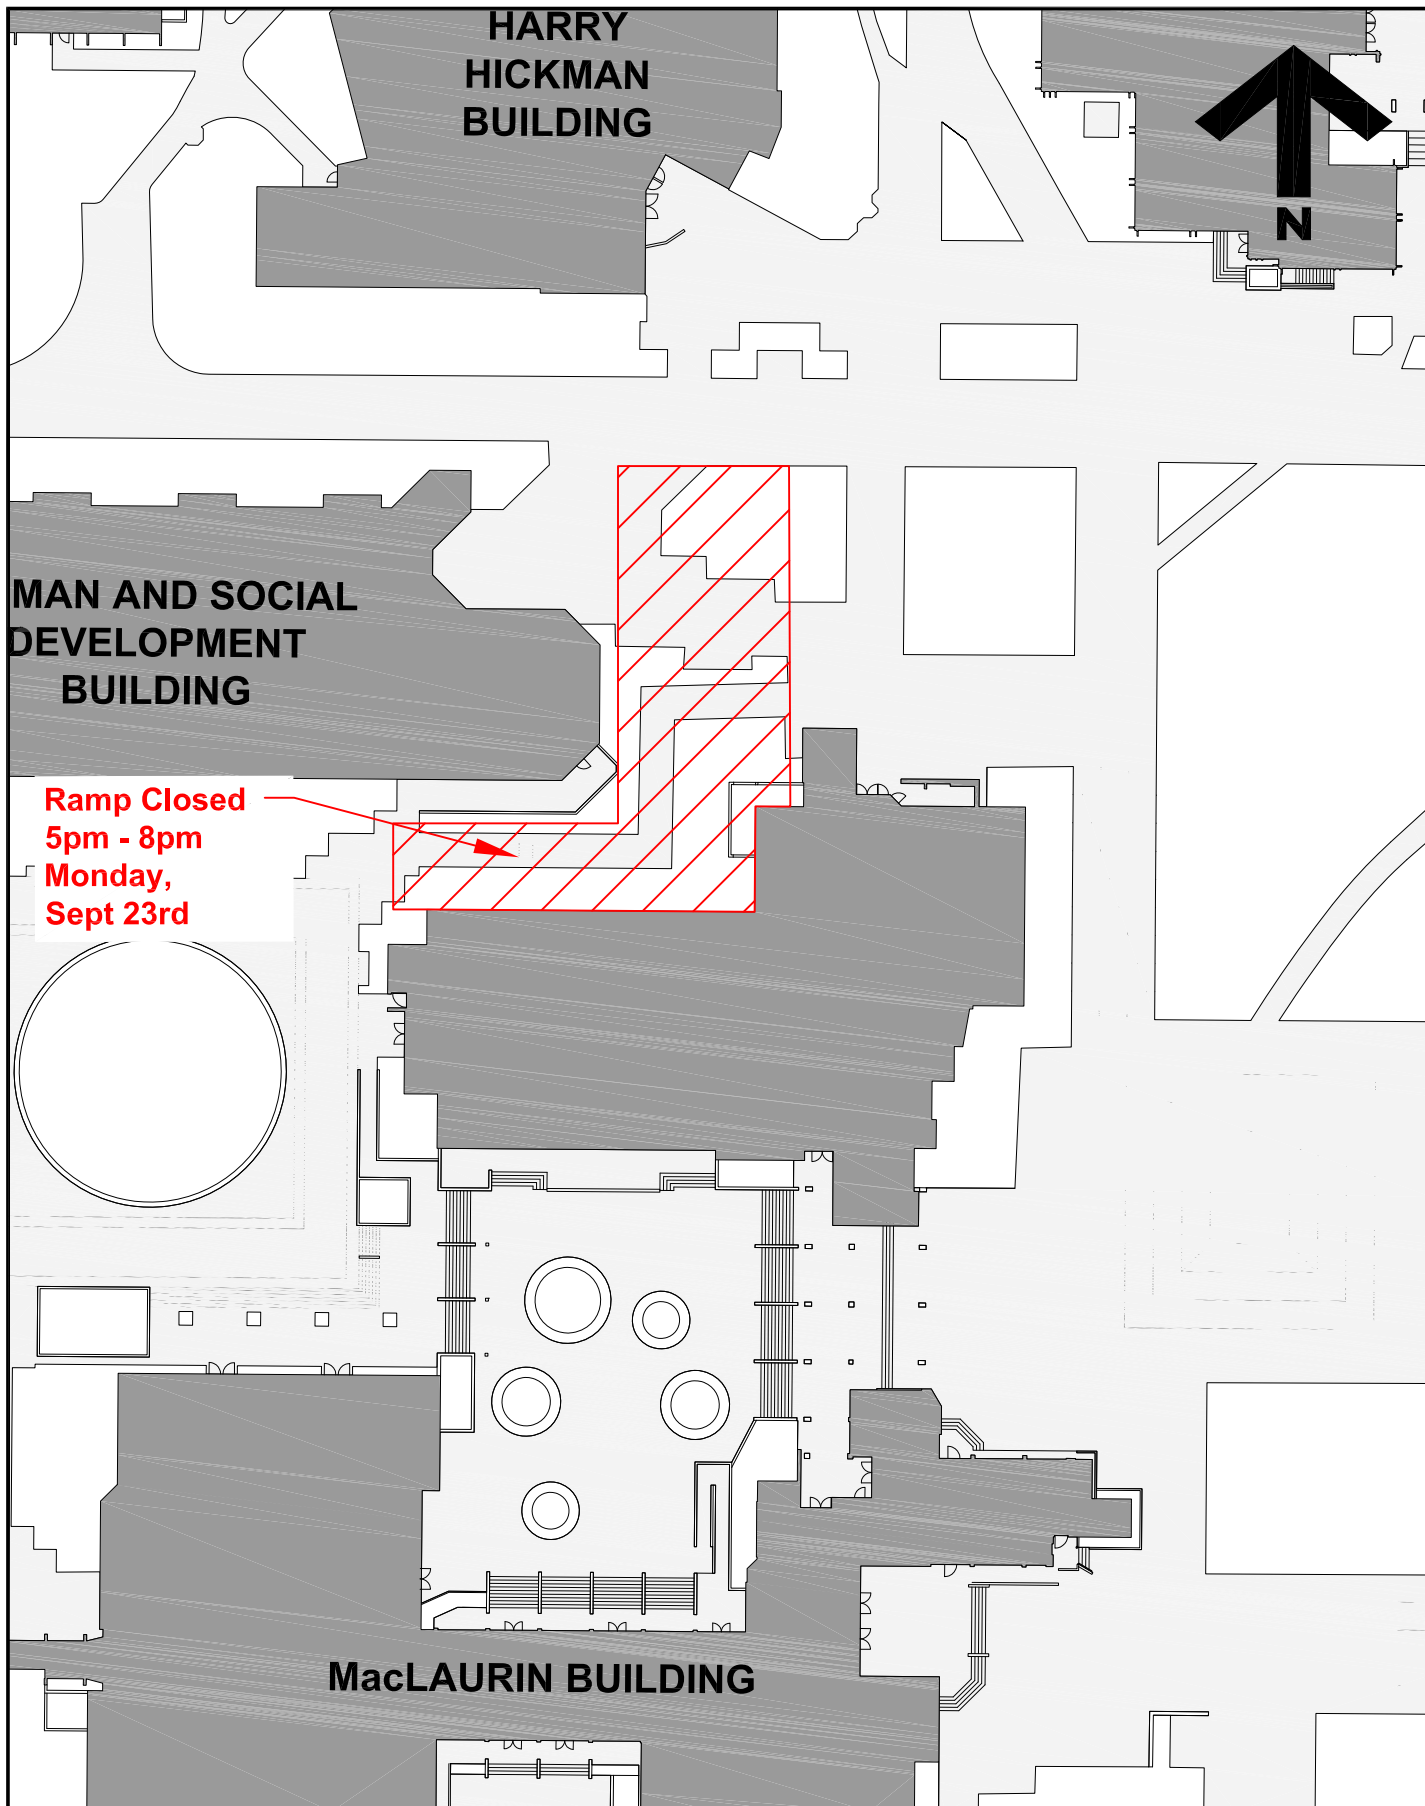 HARRY
HICKMAN
BUILDING
N
MAN AND SOCIAL
DEVELOPMENT
BUILDING
Ramp Closed
5pm - 8pm
Monday,
Sept 23rd
MacLAURIN BUILDING